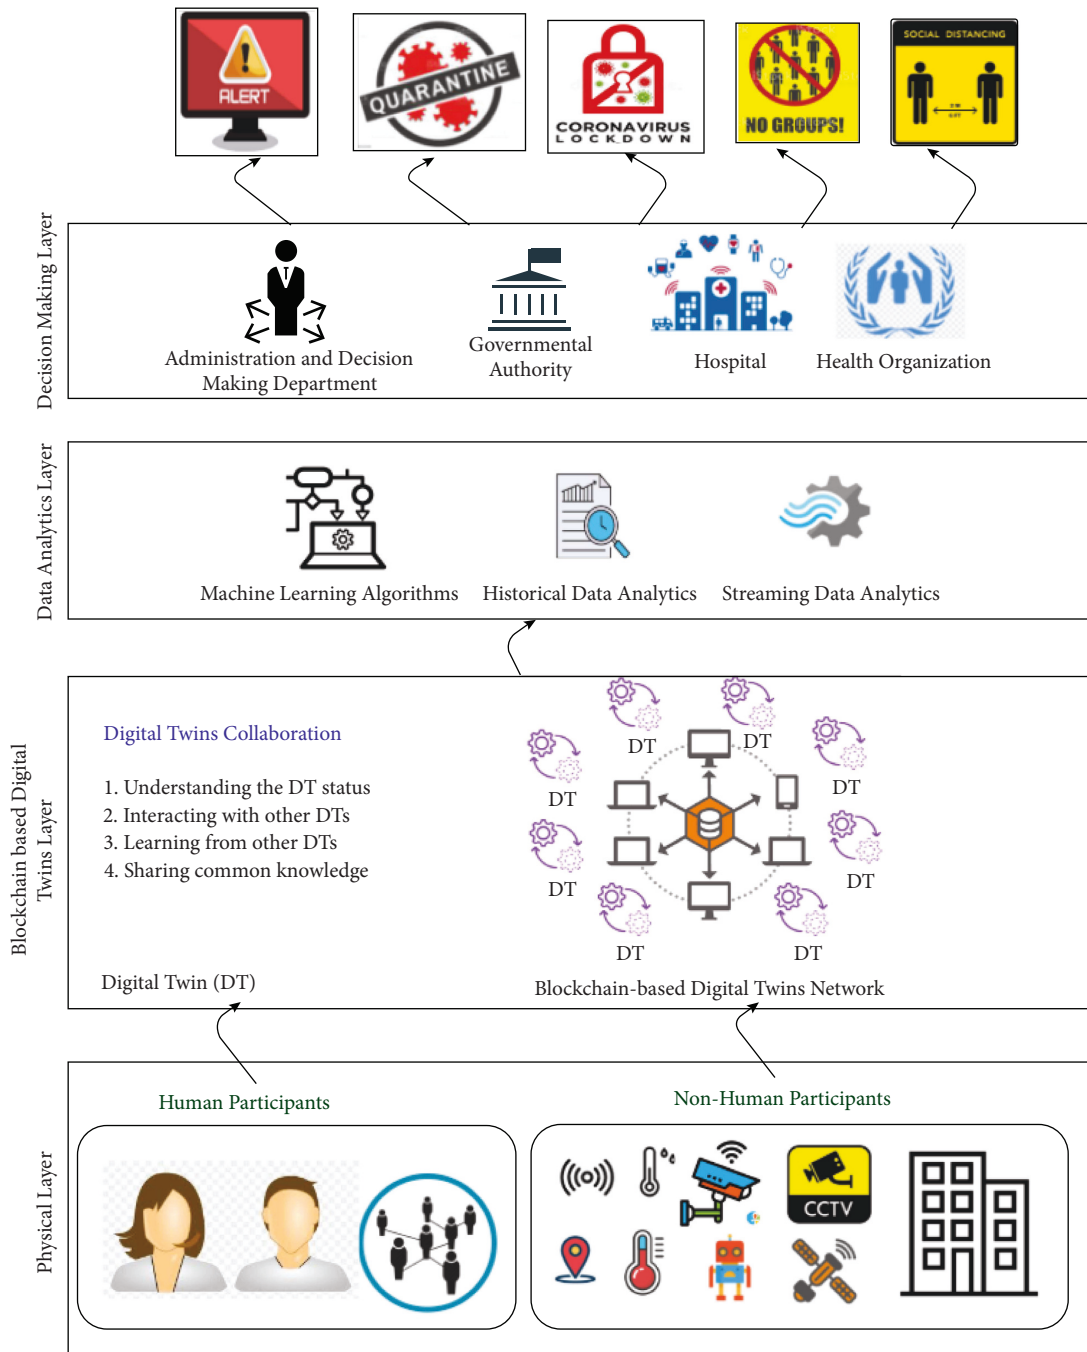 ALERT
QUARANTINE
CORONAVIRUS
LOCKDOWN
NO GROUPS!
SOCIAL DISTANCING
Decision Making Layer
Administration and Decision
Making Department
Governmental
Authority
Hospital
Health Organization
Data Analytics Layer
Machine Learning Algorithms
Historical Data Analytics
Streaming Data Analytics
Blockchain based Digital
Twins Layer
Digital Twins Collaboration
1. Understanding the DT status
2. Interacting with other DTs
3. Learning from other DTs
4. Sharing common knowledge
Digital Twin (DT)
DT
DT
DT
DT
DT
DT
DT
DT
Blockchain-based Digital Twins Network
Physical Layer
Human Participants
Non-Human Participants
CCTV